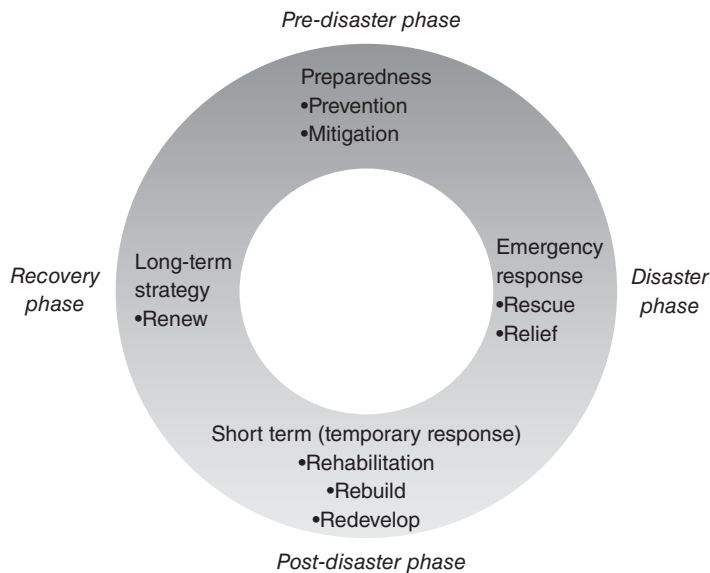 Pre-disaster phase
Preparedness
•Prevention
•Mitigation
Emergency
response
•Rescue
•Relief
Disaster
phase
Short term (temporary response)
•Rehabilitation
•Rebuild
•Redevelop
Post-disaster phase
Long-term
strategy
•Renew
Recovery
phase